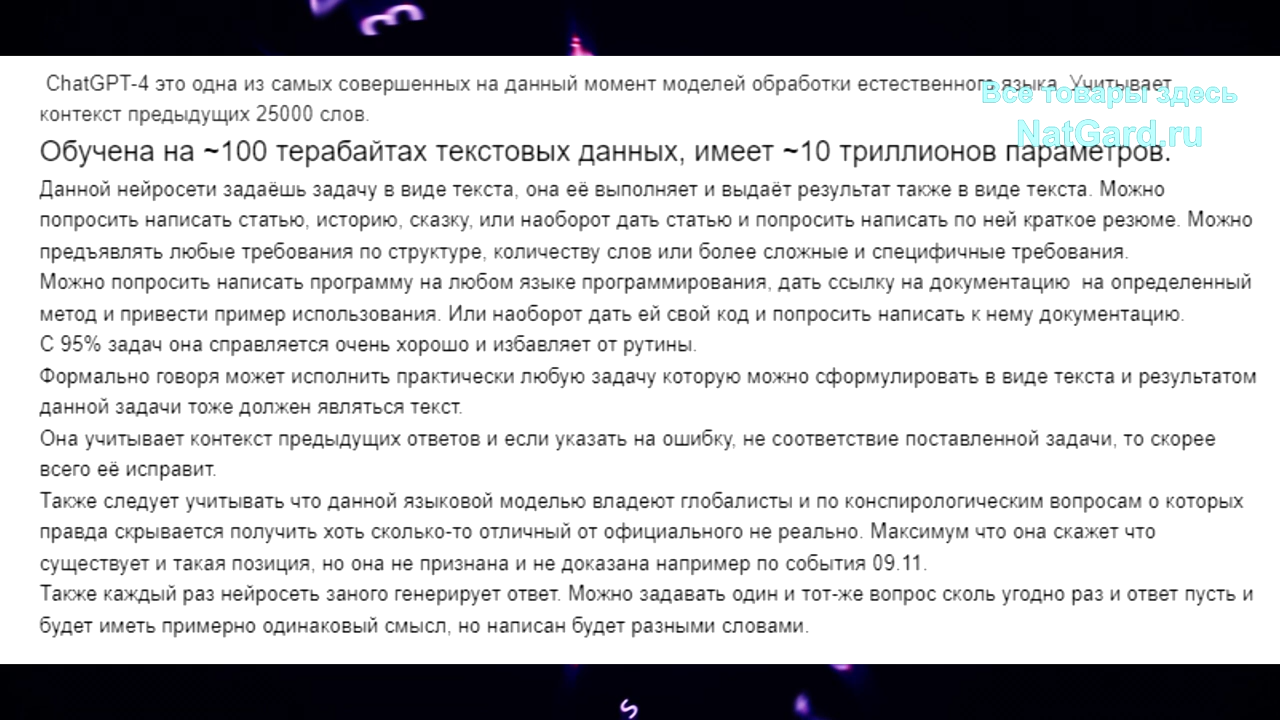 ChatGPT-4 это одна из самых совершенных на данный момент моделей обработки естественного языка. Учитывает
контекст предыдущих 25000 слов.
Все товары здесь
NatGard.ru
Обучена на ~100 терабайтах текстовых данных, имеет ~10 триллионов параметров.
Данной нейросети задаёшь задачу в виде текста, она её выполняет и выдаёт результат также в виде текста. Можно
попросить написать статью, историю, сказку, или наоборот дать статью и попросить написать по ней краткое резюме. Можно
предъявлять любые требования по структуре, количеству слов или более сложные и специфичные требования.
Можно попросить написать программу на любом языке программирования, дать ссылку на документацию  на определенный
метод и привести пример использования. Или наоборот дать ей свой код и попросить написать к нему документацию.
С 95% задач она справляется очень хорошо и избавляет от рутины.
Формально говоря может исполнить практически любую задачу которую можно сформулировать в виде текста и результатом
данной задачи тоже должен являться текст.
Она учитывает контекст предыдущих ответов и если указать на ошибку, не соответствие поставленной задачи, то скорее
всего её исправит.
Также следует учитывать что данной языковой моделью владеют глобалисты и по конспирологическим вопросам о которых
правда скрывается получить хоть сколько-то отличный от официального не реально. Максимум что она скажет что
существует и такая позиция, но она не признана и не доказана например по события 09.11.
Также каждый раз нейросеть заного генерирует ответ. Можно задавать один и тот-же вопрос сколь угодно раз и ответ пусть и
будет иметь примерно одинаковый смысл, но написан будет разными словами.